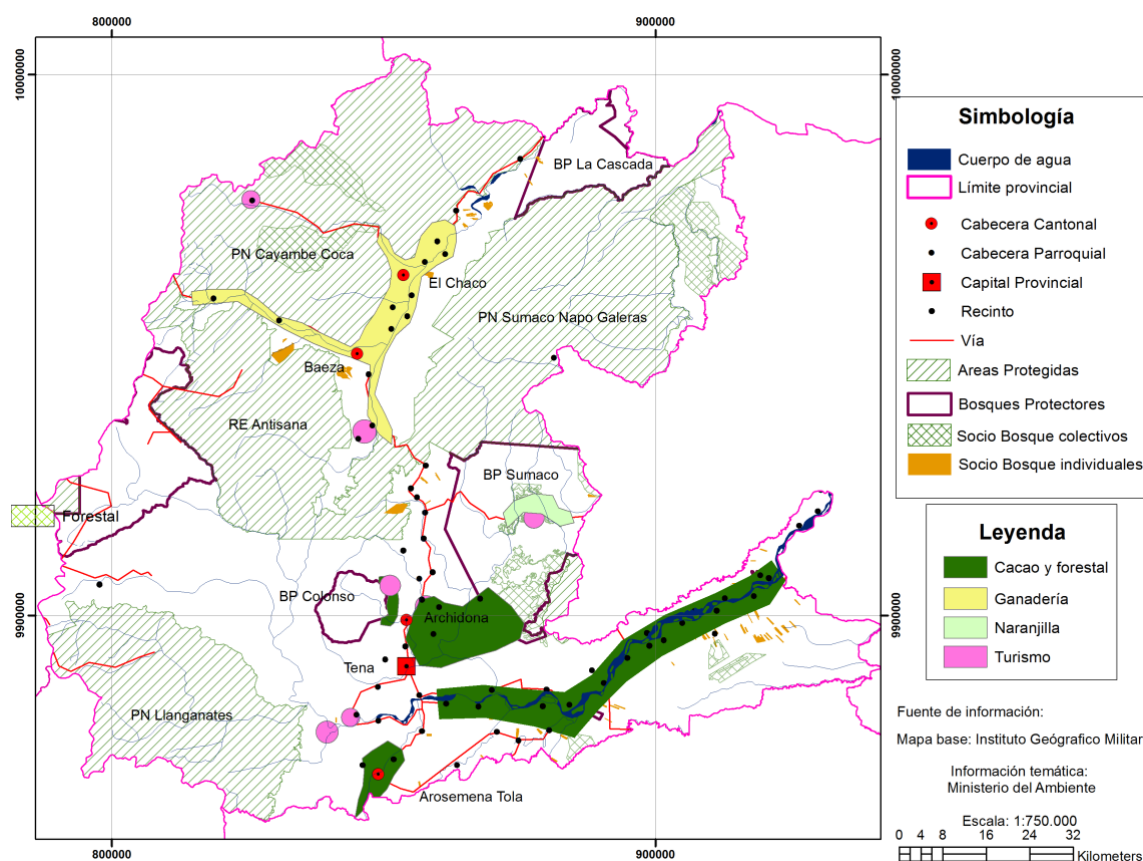 800000
900000
10000000
10000000
BP La Cascada
PN Cayambe Coca
El Chaco
PN Sumaco Napo Galeras
Baeza
RE Antisana
BP Sumaco
Forestal
BP Colonso
Archidona
9900000
9900000
Tena
PN Llanganates
Arosemena Tola
800000
900000
Simbología
Cuerpo de agua
Límite provincial
Cabecera Cantonal
Cabecera Parroquial
Capital Provincial
Recinto
Vía
Areas Protegidas
Bosques Protectores
Socio Bosque colectivos
Socio Bosque individuales
Leyenda
Cacao y forestal
Ganadería
Naranjilla
Turismo
Fuente de información:
Mapa base: Instituto Geógrafico Militar
Información temática:
Ministerio del Ambiente
Escala: 1:750.000
0 4 8 16 24 32
Kilometers